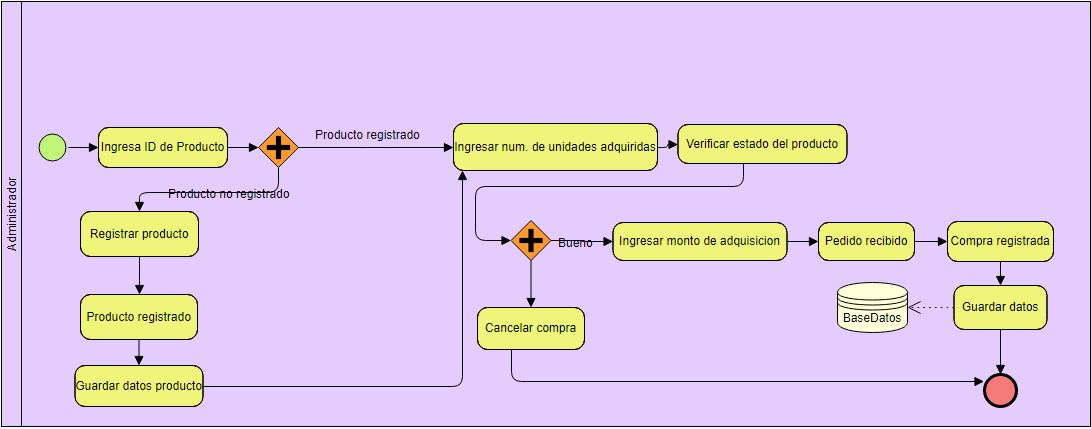 Administrador
Ingresa ID de Producto
Producto registrado
Ingresar num. de unidades adquiridas
Verificar estado del producto
Producto no registrado
Registrar producto
Producto registrado
Guardar datos producto
Bueno
Ingresar monto de adquisicion
Pedido recibido
Compra registrada
Cancelar compra
Guardar datos
BaseDatos